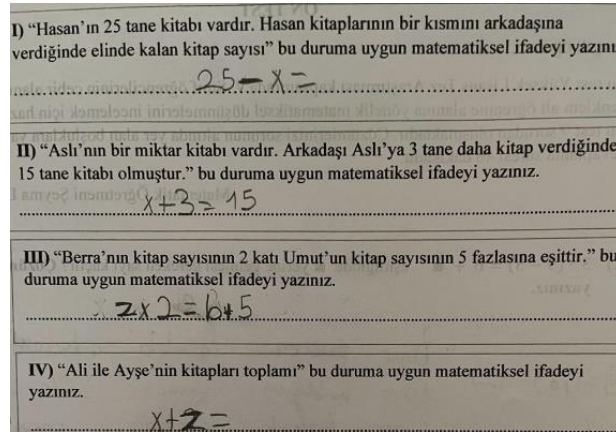 I) “Hasan’ın 25 tane kitabı vardır. Hasan kitaplarının bir kısmını arkadaşına
verdiğinde elinde kalan kitap sayısı” bu duruma uygun matematiksel ifadeyi yazını
25 - x =
II) “Aslı’nın bir miktar kitabı vardır. Arkadaşı Aslı’ya 3 tane daha kitap verdiğinde
15 tane kitabı olmuştur.” bu duruma uygun matematiksel ifadeyi yazınız.
x+3=15
III) “Berra’nın kitap sayısının 2 katı Umut’un kitap sayısının 5 fazlasına eşittir.” bu
duruma uygun matematiksel ifadeyi yazınız.
z x 2 = b+5
IV) “Ali ile Ayşe’nin kitapları toplamı” bu duruma uygun matematiksel ifadeyi
yazınız.
x+z=